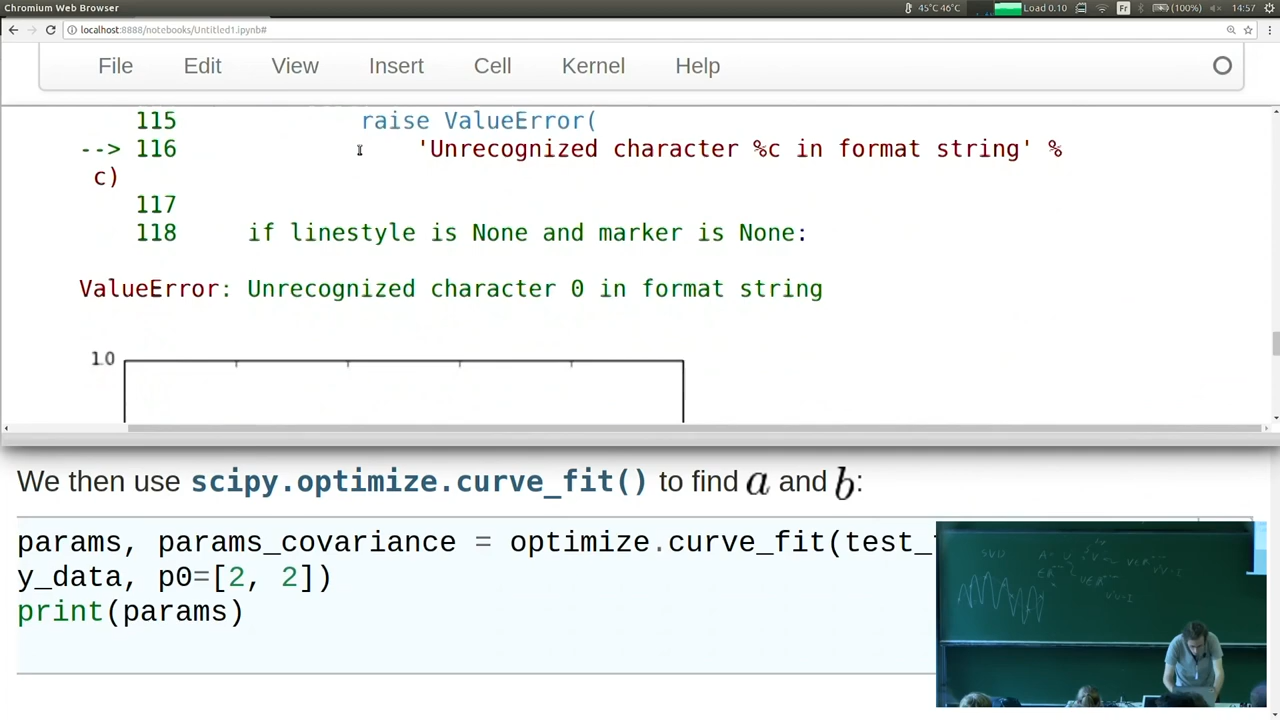 Chromium Web Browser
45°C 46°C Load 0.10 Fr (100%) 14:57
localhost:8888/notebooks/Untitled1.ipynb#
File Edit View Insert Cell Kernel Help
115 raise ValueError(
--> 116 'Unrecognized character %c in format string' %
c)
117
118 if linestyle is None and marker is None:
ValueError: Unrecognized character 0 in format string
1.0
We then use scipy.optimize.curve_fit() to find a and b:
params, params_covariance = optimize.curve_fit(test_
y_data, p0=[2, 2])
print(params)
SVD